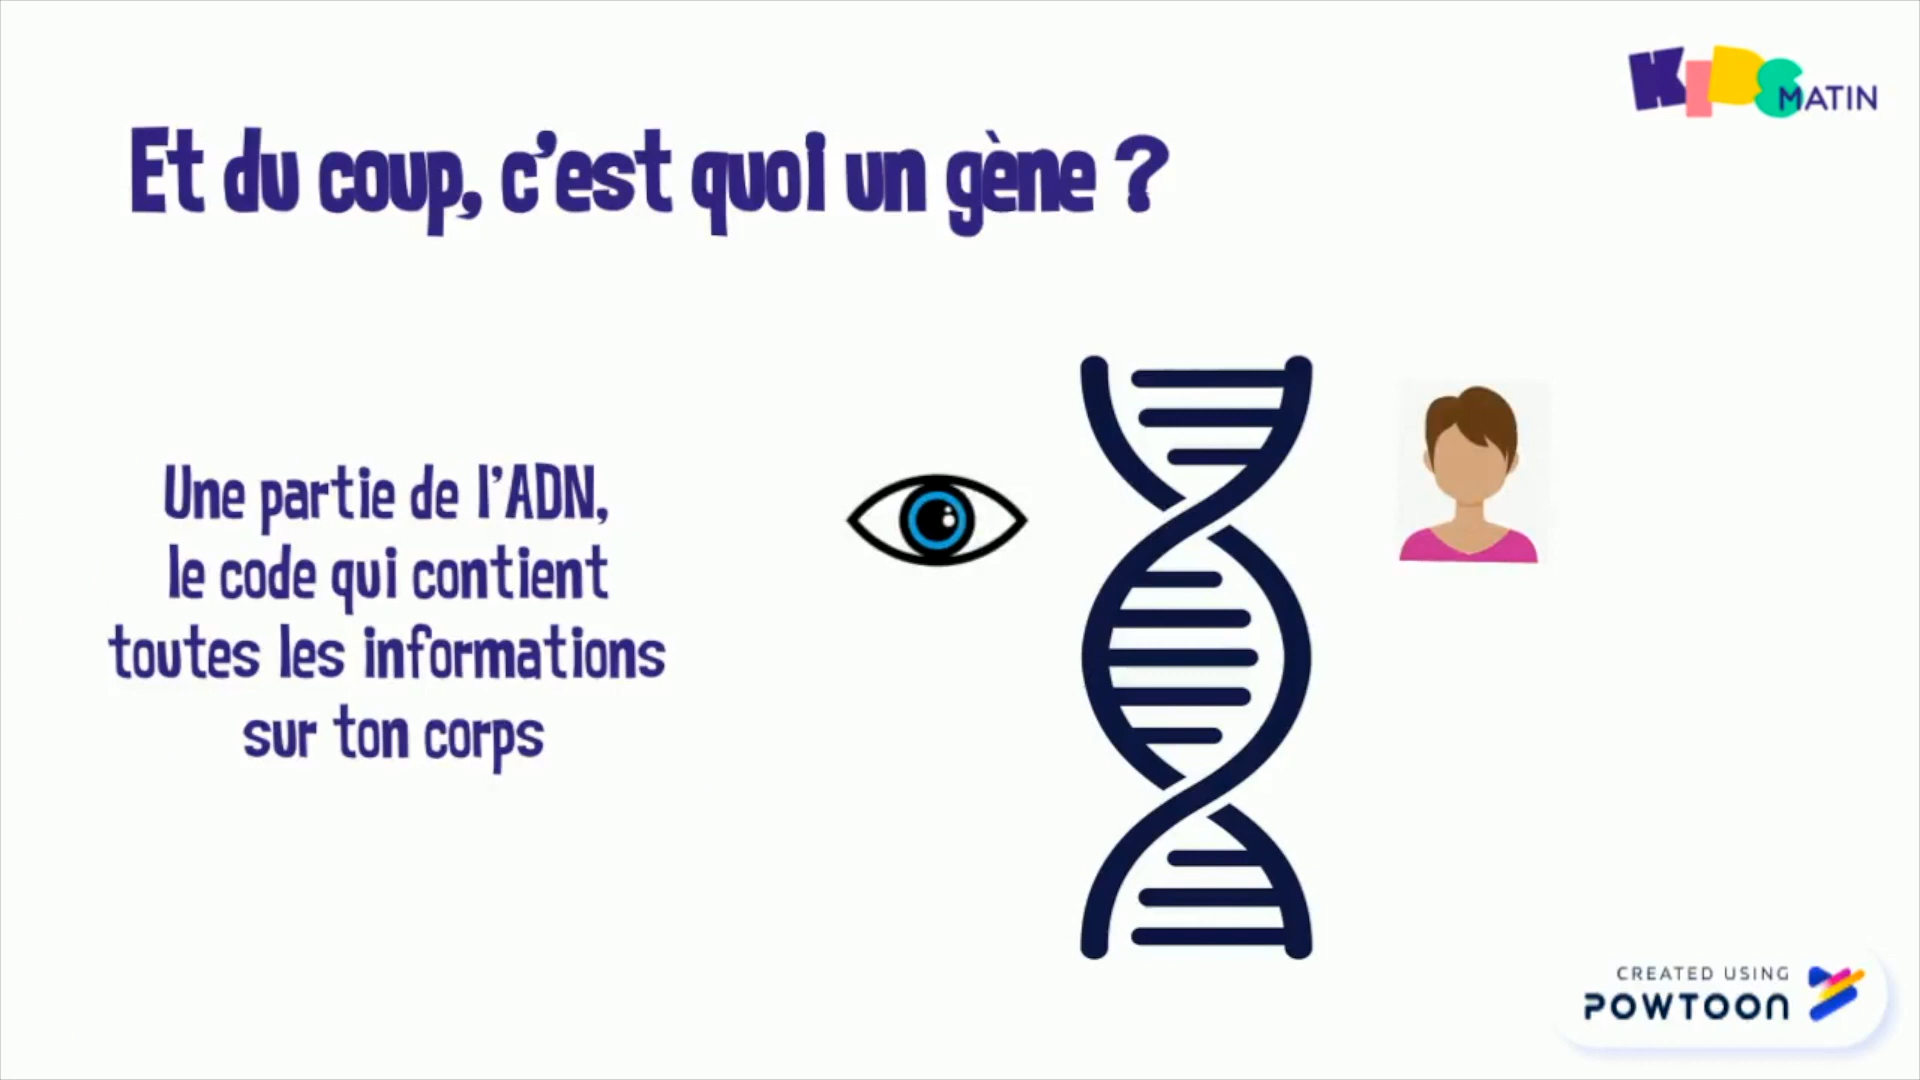 KIDS MATIN
Et du coup, c'est quoi un gène ?
Une partie de l'ADN,
le code qui contient
toutes les informations
sur ton corps
CREATED USING
POWTOON